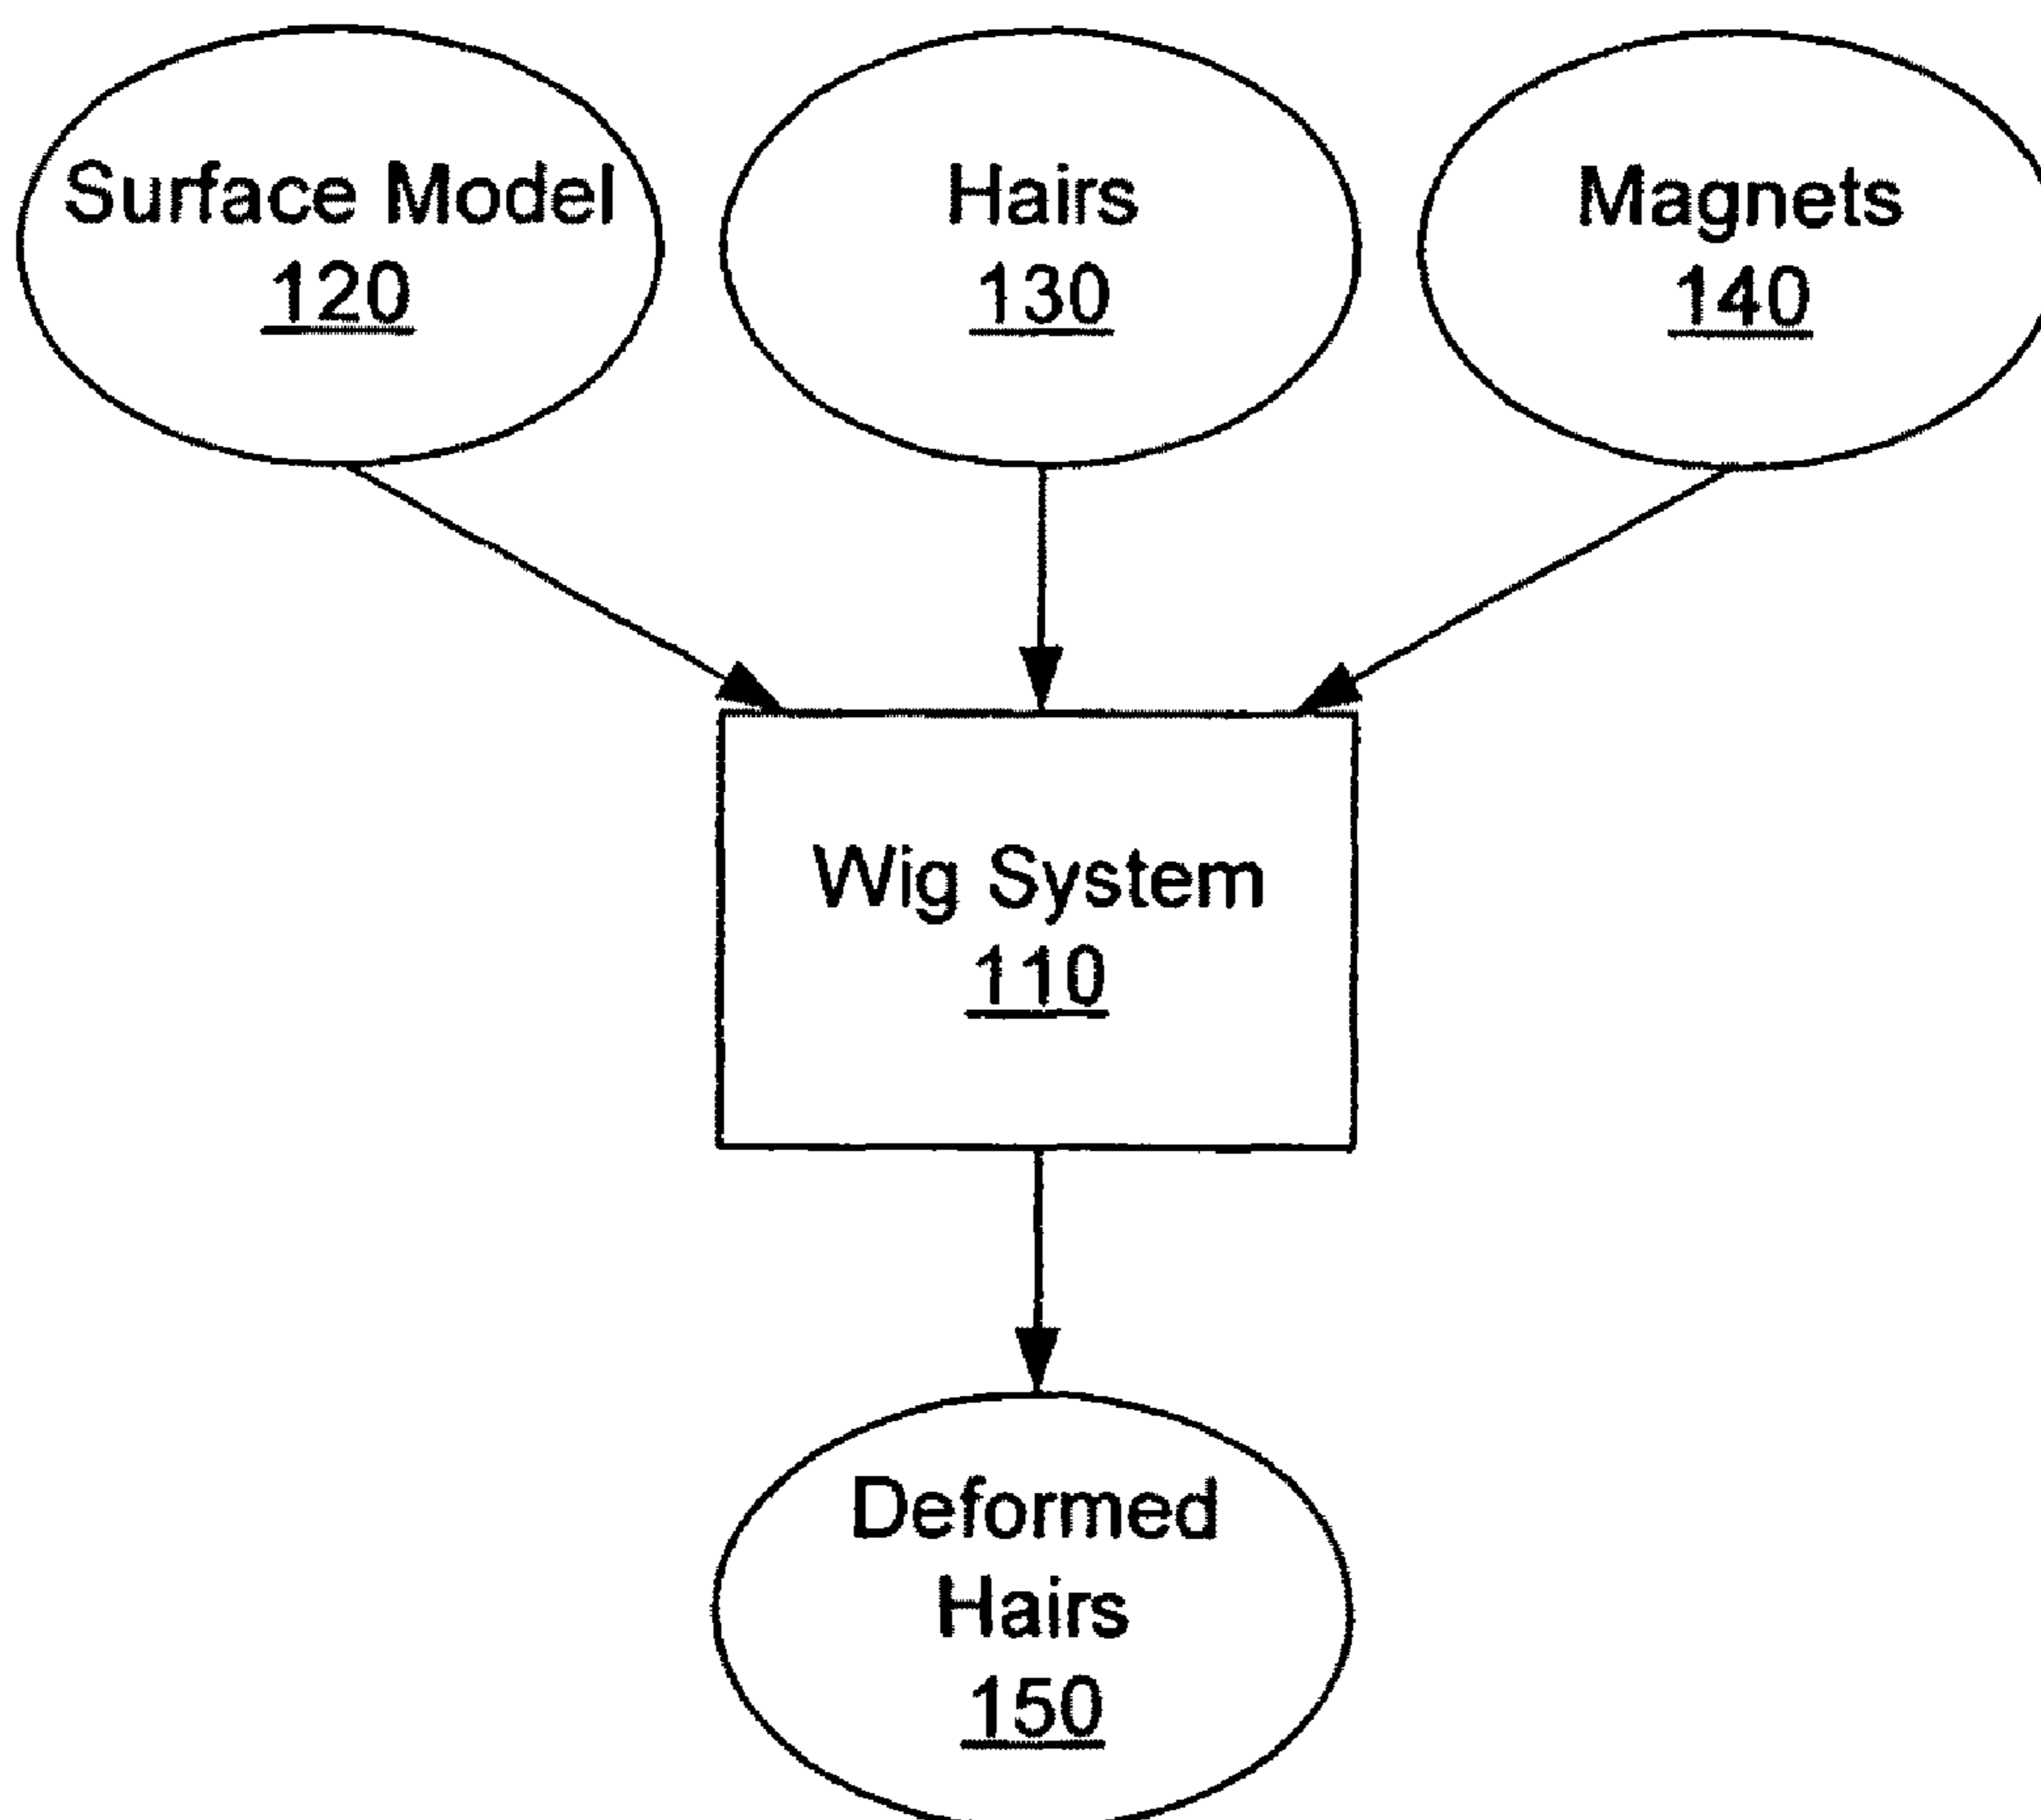 Surface Model
120
Hairs
130
Magnets
140
Wig System
110
Deformed
Hairs
150